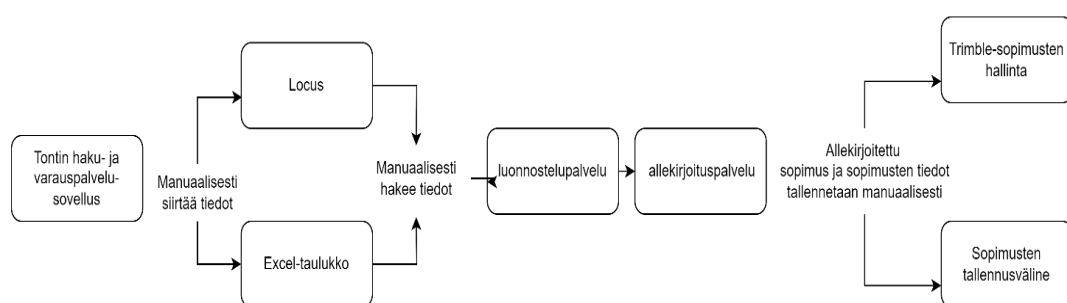 Tontin haku- ja
varauspalvelu-
sovellus
Manuaalisesti
siirtää tiedot
Locus
Excel-taulukko
Manuaalisesti
hakee tiedot
luonnostelupalvelu
allekirjoituspalvelu
Allekirjoitettu
sopimus ja sopimusten tiedot
tallennetaan manuaalisesti
Trimble-sopimusten
hallinta
Sopimusten
tallennusväline